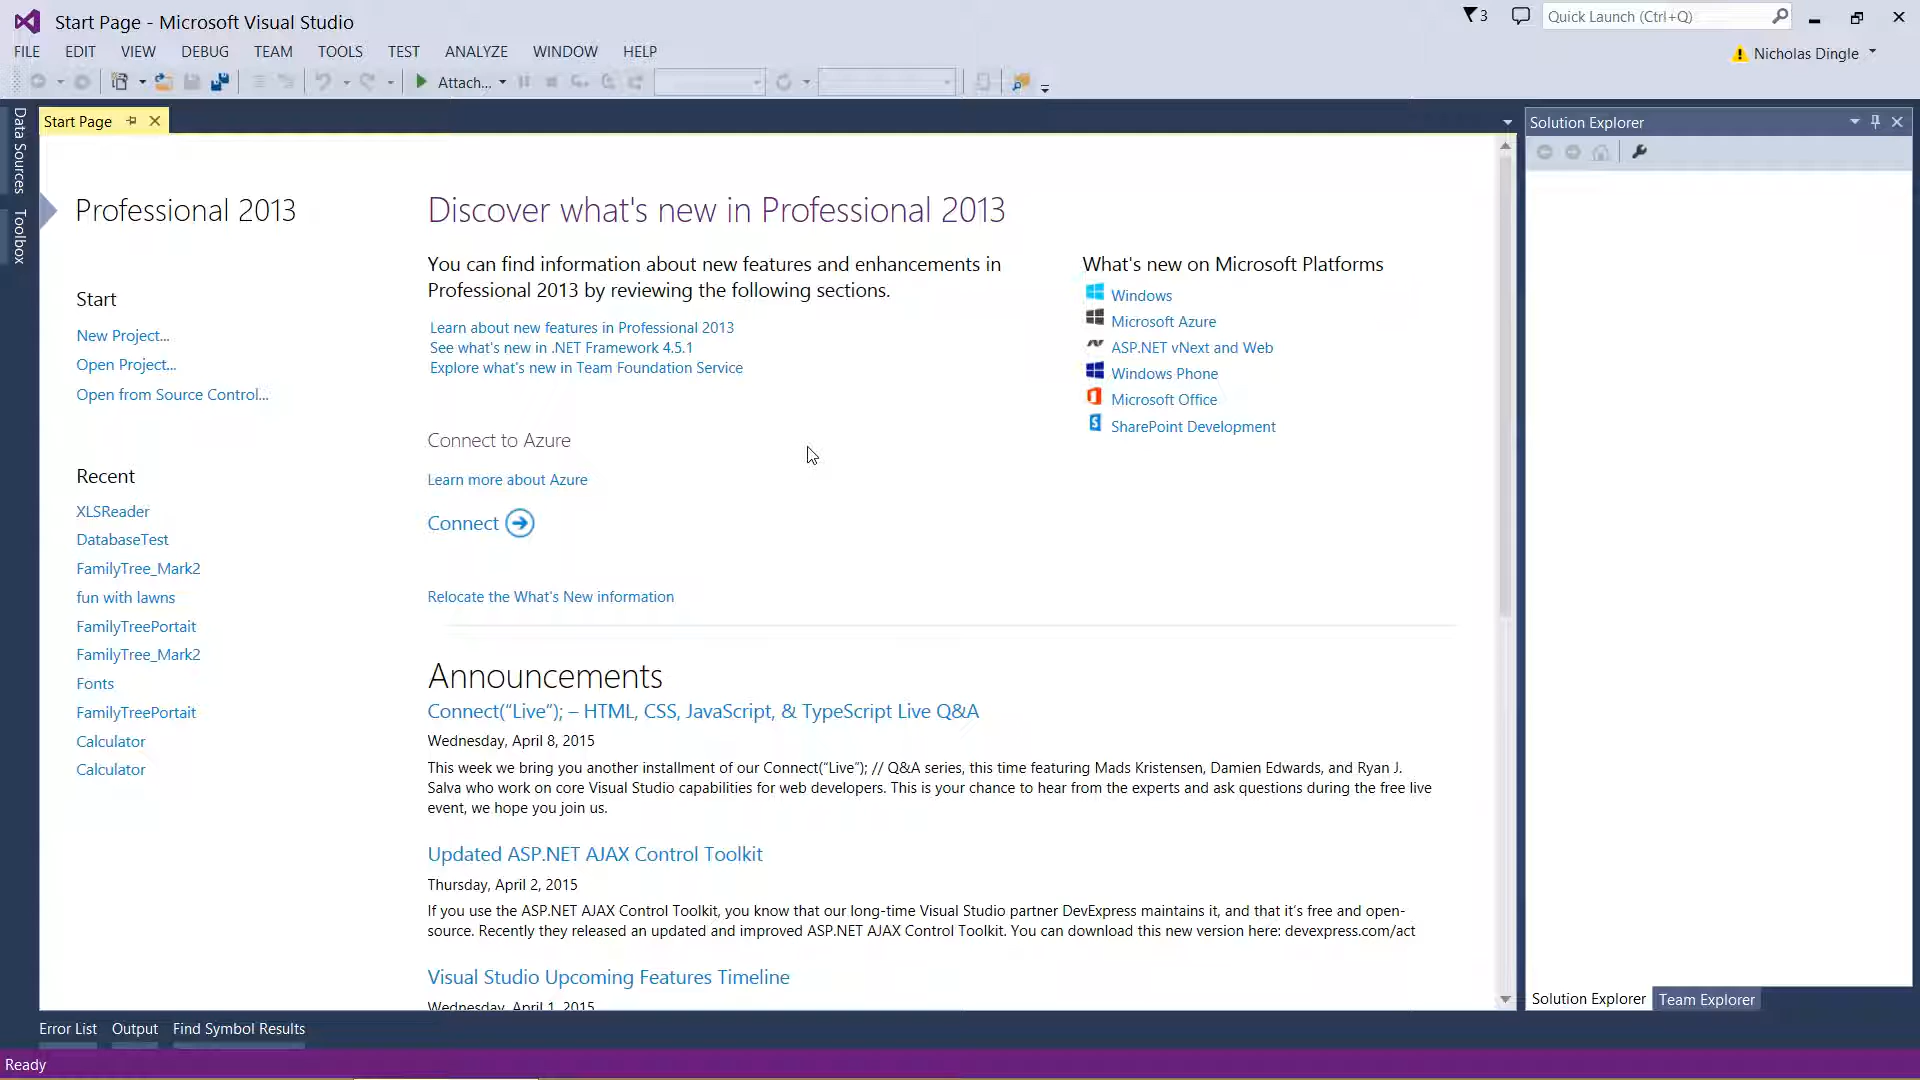 Start Page - Microsoft Visual Studio
3
Quick Launch (Ctrl+Q)
FILE EDIT VIEW DEBUG TEAM TOOLS TEST ANALYZE WINDOW HELP
Nicholas Dingle
Attach...
Data Sources
Toolbox
Start Page
Solution Explorer
Professional 2013
Start
New Project...
Open Project...
Open from Source Control...
Recent
XLSReader
DatabaseTest
FamilyTree_Mark2
fun with lawns
FamilyTreePortait
FamilyTree_Mark2
Fonts
FamilyTreePortait
Calculator
Calculator
Discover what's new in Professional 2013
You can find information about new features and enhancements in
Professional 2013 by reviewing the following sections.
Learn about new features in Professional 2013
See what's new in .NET Framework 4.5.1
Explore what's new in Team Foundation Service
Connect to Azure
Learn more about Azure
Connect
Relocate the What's New information
What's new on Microsoft Platforms
Windows
Microsoft Azure
ASP.NET vNext and Web
Windows Phone
Microsoft Office
SharePoint Development
Announcements
Connect(“Live”); – HTML, CSS, JavaScript, & TypeScript Live Q&A
Wednesday, April 8, 2015
This week we bring you another installment of our Connect(“Live”); // Q&A series, this time featuring Mads Kristensen, Damien Edwards, and Ryan J.
Salva who work on core Visual Studio capabilities for web developers. This is your chance to hear from the experts and ask questions during the free live
event, we hope you join us.
Updated ASP.NET AJAX Control Toolkit
Thursday, April 2, 2015
If you use the ASP.NET AJAX Control Toolkit, you know that our long-time Visual Studio partner DevExpress maintains it, and that it’s free and open-
source. Recently they released an updated and improved ASP.NET AJAX Control Toolkit. You can download this new version here: devexpress.com/act
Visual Studio Upcoming Features Timeline
Wednesday, April 1, 2015
Solution Explorer Team Explorer
Error List Output Find Symbol Results
Ready